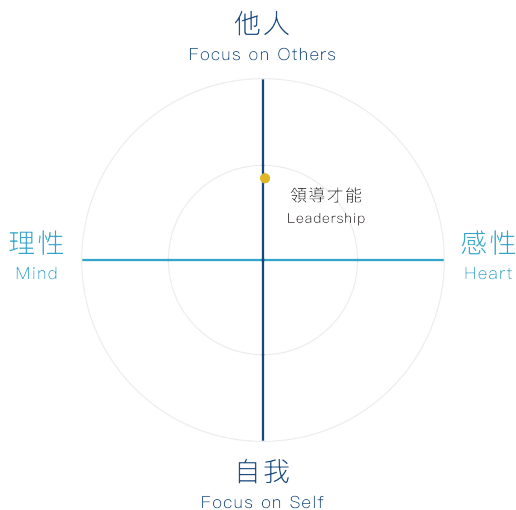 他人
Focus on Others
領導才能
Leadership
理性
Mind
感性
Heart
自我
Focus on Self